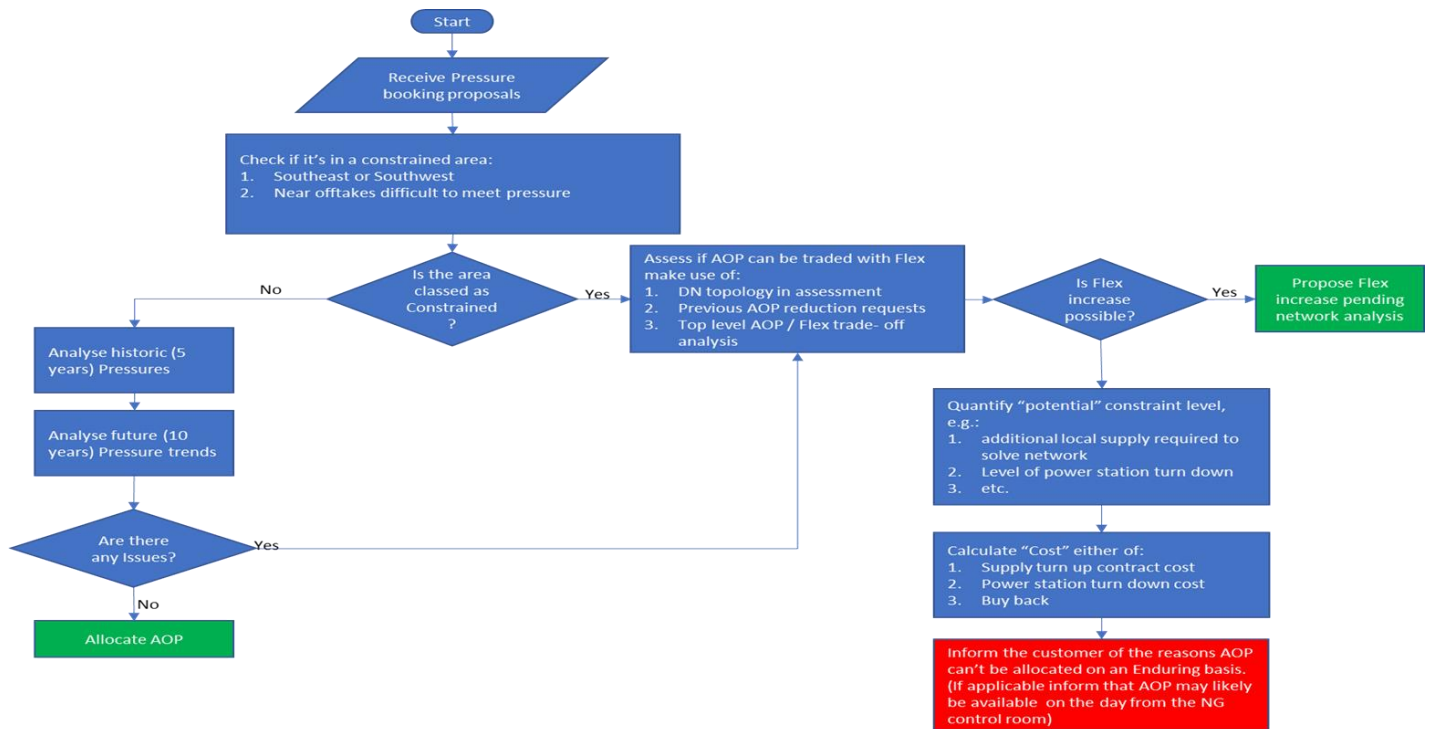 Start
Receive Pressure
booking proposals
Check if it's in a constrained area:
1. Southeast or Southwest
2. Near offtakes difficult to meet pressure
Is the area
classed as
Constrained
?
No
Yes
Analyse historic (5
years) Pressures
Analyse future (10
years) Pressure trends
Are there
any Issues?
Yes
No
Allocate AOP
Assess if AOP can be traded with Flex
make use of:
1. DN topology in assessment
2. Previous AOP reduction requests
3. Top level AOP / Flex trade- off
analysis
Is Flex
increase
possible?
Yes
Propose Flex
increase pending
network analysis
Quantify “potential” constraint level,
e.g.:
1. additional local supply required to
solve network
2. Level of power station turn down
3. etc.
Calculate “Cost” either of:
1. Supply turn up contract cost
2. Power station turn down cost
3. Buy back
Inform the customer of the reasons AOP
can’t be allocated on an Enduring basis.
(If applicable inform that AOP may likely
be available on the day from the NG
control room)